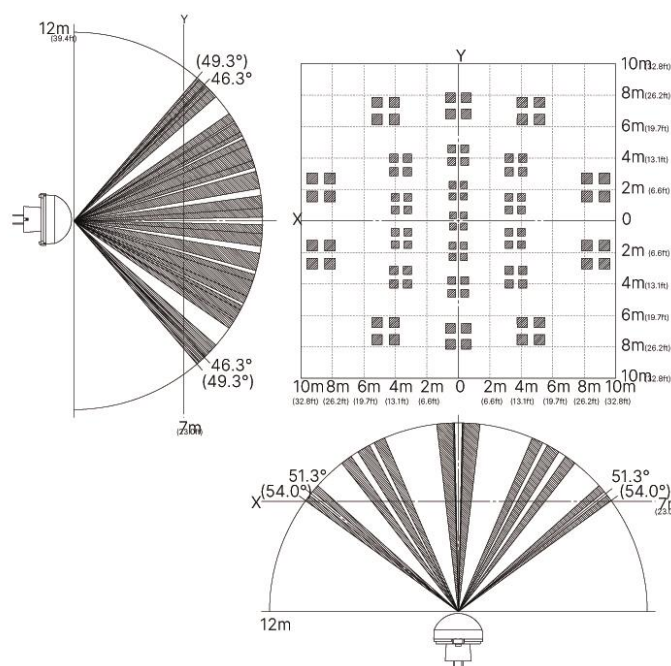 12m
(39.4ft)
Y
(49.3°)
46.3°
46.3°
(49.3°)
7m
(23.0ft)
Y
X
10m(32.8ft)
8m(26.2ft)
6m(19.7ft)
4m(13.1ft)
2m(6.6ft)
0
2m(6.6ft)
4m(13.1ft)
6m(19.7ft)
8m(26.2ft)
10m(32.8ft)
10m 8m 6m 4m 2m 0 2m 4m 6m 8m 10m
(32.8ft) (26.2ft) (19.7ft) (13.1ft) (6.6ft) (6.6ft) (13.1ft) (19.7ft) (26.2ft) (32.8ft)
51.3°
(54.0°)
X
51.3°
(54.0°)
7m
(23.0
12m